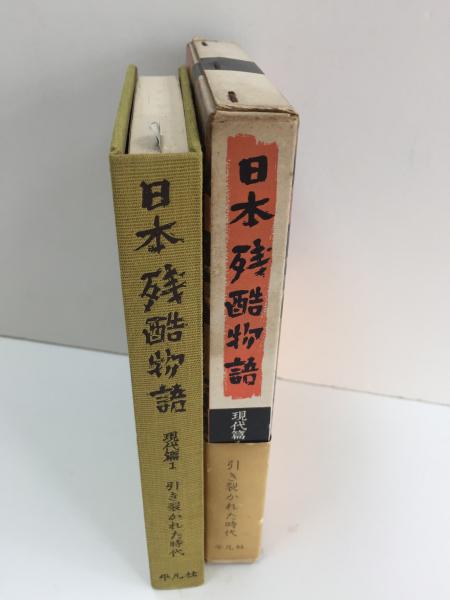 日本残酷物語
現代篇1
引き裂かれた時代
平凡社
日本残酷物語
現代篇1
引き裂かれた時代
平凡社